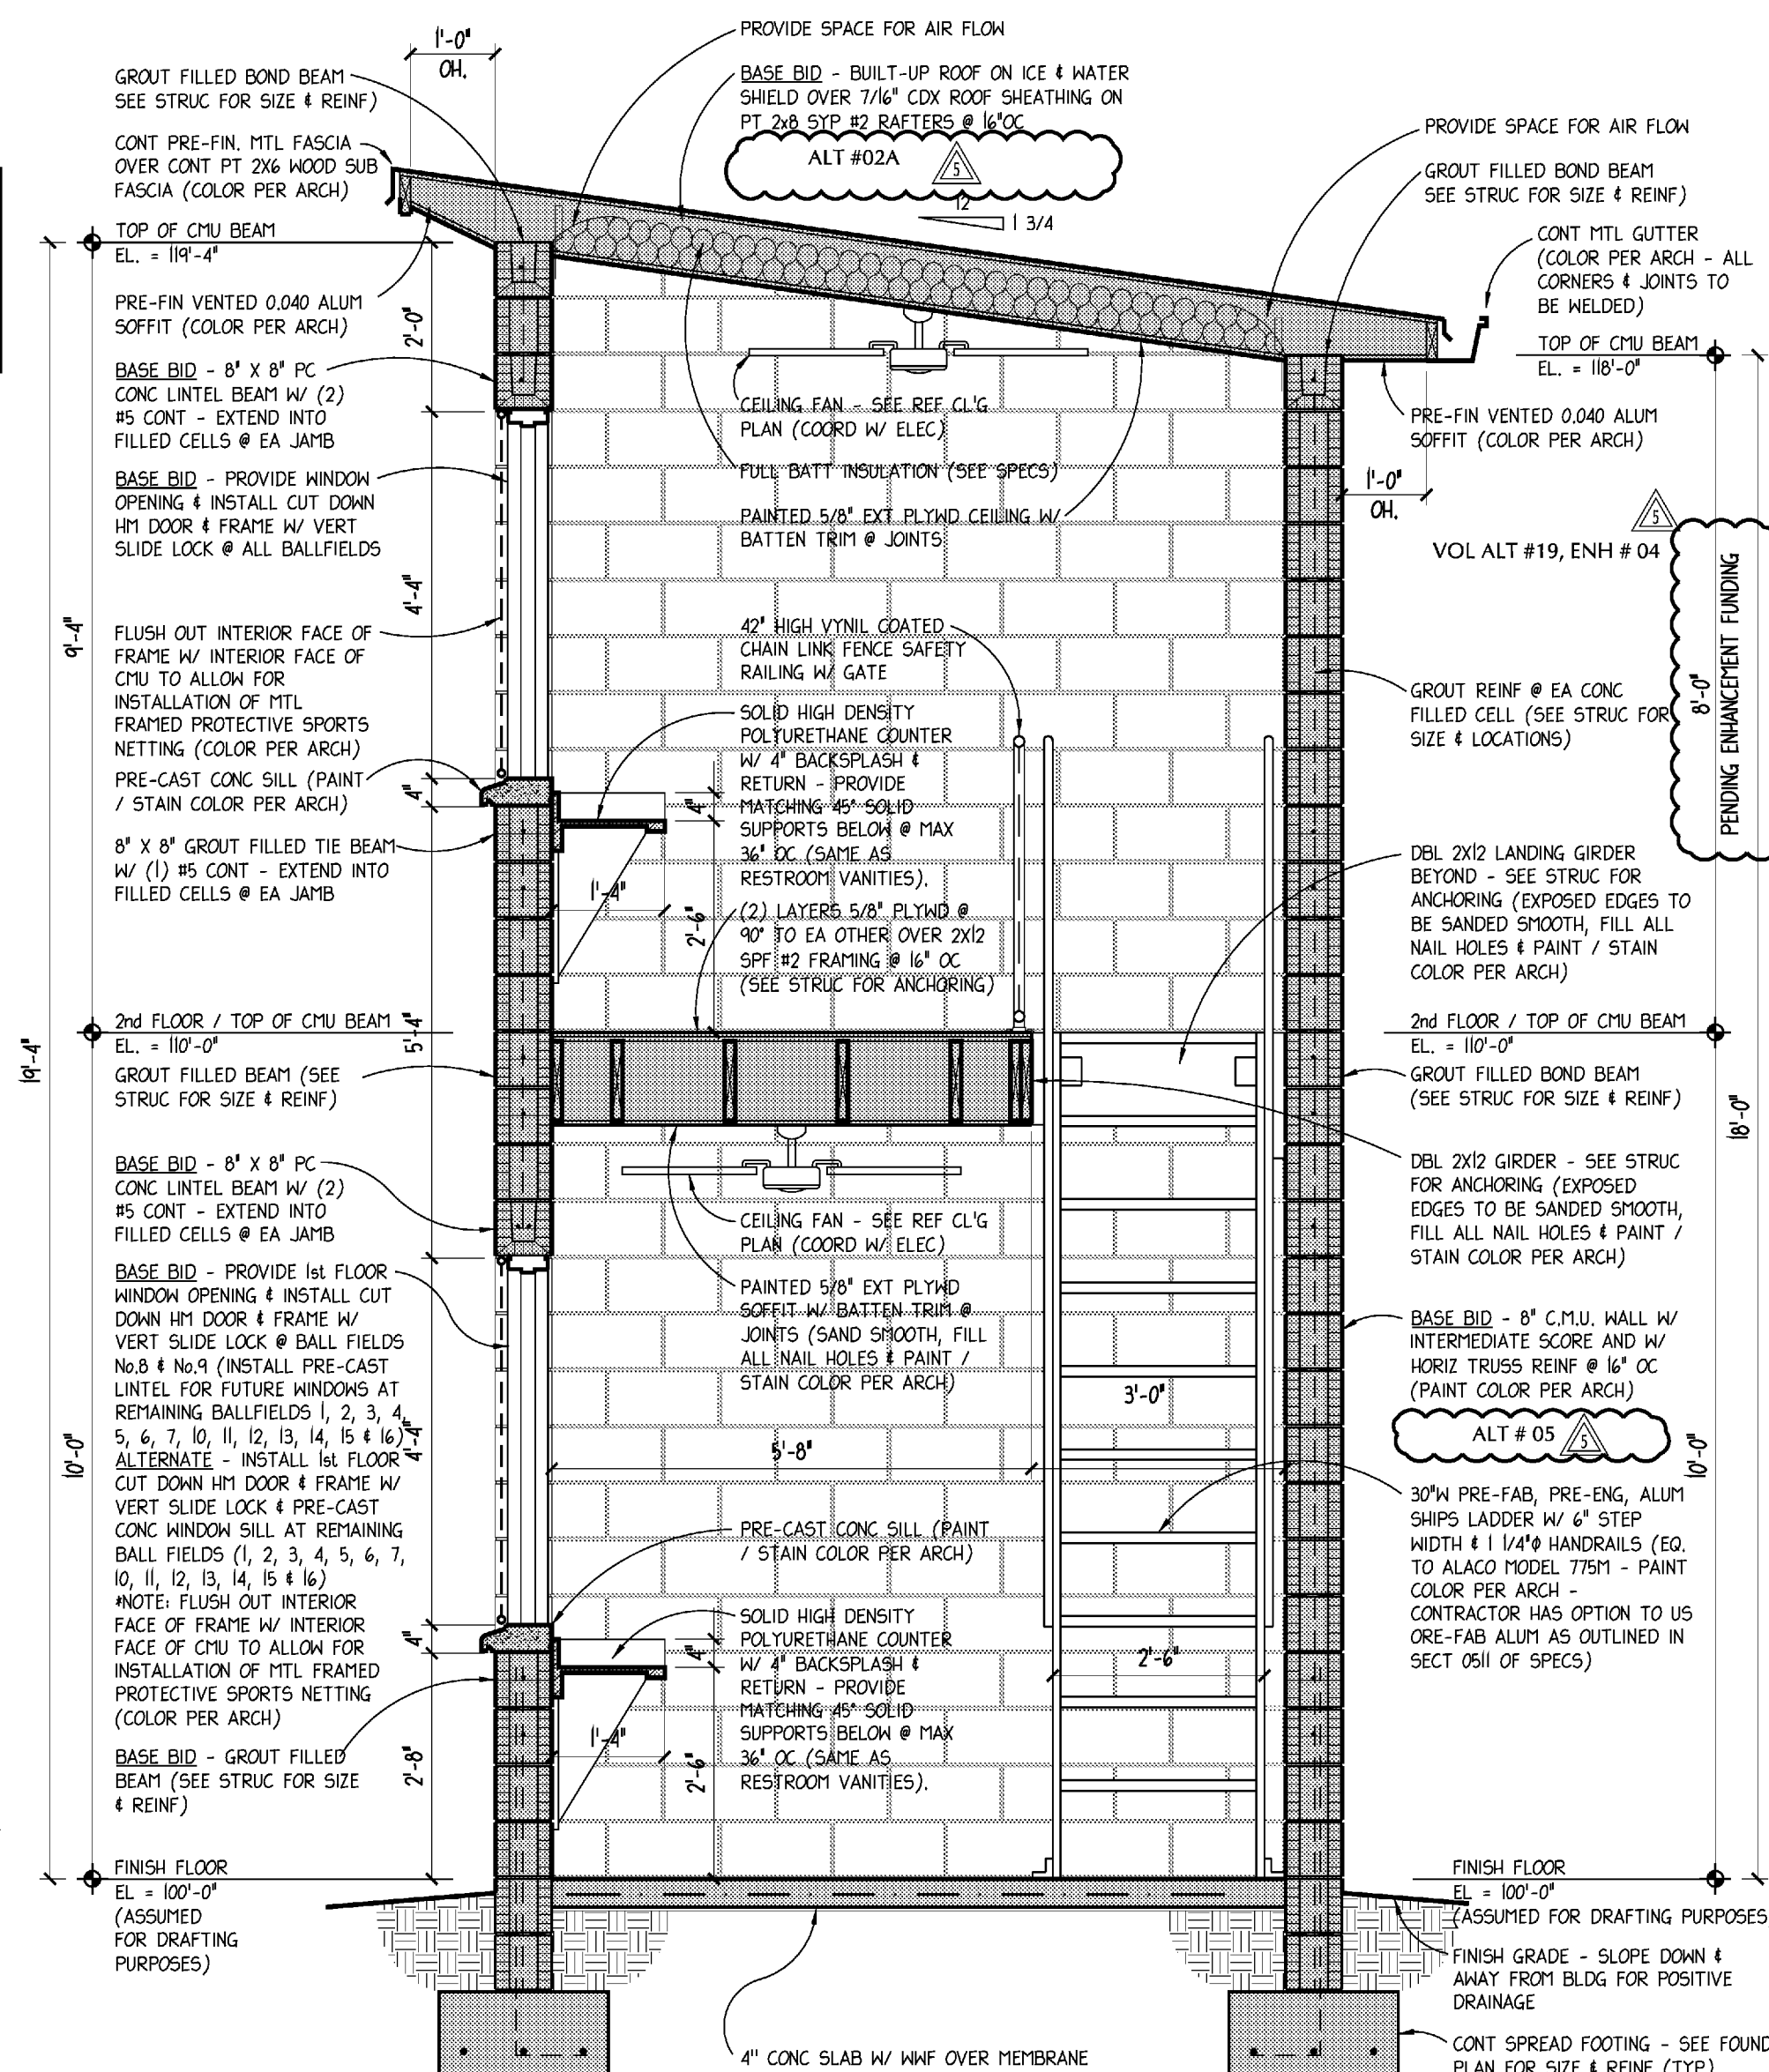 1'-0"
OH.
GROUT FILLED BOND BEAM
SEE STRUC FOR SIZE & REINF)
CONT PRE-FIN. MTL FASCIA
OVER CONT PT 2X6 WOOD SUB
FASCIA (COLOR PER ARCH)
TOP OF CMU BEAM
EL. = 119'-4"
PRE-FIN VENTED 0.040 ALUM
SOFFIT (COLOR PER ARCH)
BASE BID - 8" X 8" PC
CONC LINTEL BEAM W/ (2)
#5 CONT - EXTEND INTO
FILLED CELLS @ EA JAMB
BASE BID - PROVIDE WINDOW
OPENING & INSTALL CUT DOWN
HM DOOR & FRAME W/ VERT
SLIDE LOCK @ ALL BALLFIELDS
FLUSH OUT INTERIOR FACE OF
FRAME W/ INTERIOR FACE OF
CMU TO ALLOW FOR
INSTALLATION OF MTL
FRAMED PROTECTIVE SPORTS
NETTING (COLOR PER ARCH)
PRE-CAST CONC SILL (PAINT
/ STAIN COLOR PER ARCH)
8" X 8" GROUT FILLED TIE BEAM
W/ (1) #5 CONT - EXTEND INTO
FILLED CELLS @ EA JAMB
2nd FLOOR / TOP OF CMU BEAM
EL. = 110'-0"
GROUT FILLED BEAM (SEE
STRUC FOR SIZE & REINF)
BASE BID - 8" X 8" PC
CONC LINTEL BEAM W/ (2)
#5 CONT - EXTEND INTO
FILLED CELLS @ EA JAMB
BASE BID - PROVIDE 1st FLOOR
WINDOW OPENING & INSTALL CUT
DOWN HM DOOR & FRAME W/
VERT SLIDE LOCK @ BALL FIELDS
No.8 & No.9 (INSTALL PRE-CAST
LINTEL FOR FUTURE WINDOWS AT
REMAINING BALLFIELDS 1, 2, 3, 4,
5, 6, 7, 10, 11, 12, 13, 14, 15 & 16)
ALTERNATE - INSTALL 1st FLOOR
CUT DOWN HM DOOR & FRAME W/
VERT SLIDE LOCK & PRE-CAST
CONC WINDOW SILL AT REMAINING
BALL FIELDS (1, 2, 3, 4, 5, 6, 7,
10, 11, 12, 13, 14, 15 & 16)
*NOTE: FLUSH OUT INTERIOR
FACE OF FRAME W/ INTERIOR
FACE OF CMU TO ALLOW FOR
INSTALLATION OF MTL FRAMED
PROTECTIVE SPORTS NETTING
(COLOR PER ARCH)
BASE BID - GROUT FILLED
BEAM (SEE STRUC FOR SIZE
& REINF)
FINISH FLOOR
EL = 100'-0"
(ASSUMED
FOR DRAFTING
PURPOSES)
19'-4"
9'-4"
10'-0"
2'-0"
4'-4"
4"
5'-4"
4'-4"
4"
2'-8"
PROVIDE SPACE FOR AIR FLOW
BASE BID - BUILT-UP ROOF ON ICE & WATER
SHIELD OVER 7/16" CDX ROOF SHEATHING ON
PT 2x8 SYP #2 RAFTERS @ 16"OC
ALT #02A
5
12
1 3/4
CEILING FAN - SEE REF CL'G
PLAN (COORD W/ ELEC)
FULL BATT INSULATION (SEE SPECS)
PAINTED 5/8" EXT PLYWD CEILING W/
BATTEN TRIM @ JOINTS
42" HIGH VYNIL COATED
CHAIN LINK FENCE SAFETY
RAILING W/ GATE
SOLID HIGH DENSITY
POLYURETHANE COUNTER
W/ 4" BACKSPLASH &
RETURN - PROVIDE
MATCHING 45° SOLID
SUPPORTS BELOW @ MAX
36" OC (SAME AS
RESTROOM VANITIES).
4"
1'-4"
2'-6"
(2) LAYERS 5/8" PLYWD @
90° TO EA OTHER OVER 2X12
SPF #2 FRAMING @ 16" OC
(SEE STRUC FOR ANCHORING)
CEILING FAN - SEE REF CL'G
PLAN (COORD W/ ELEC)
PAINTED 5/8" EXT PLYWD
SOFFIT W/ BATTEN TRIM @
JOINTS (SAND SMOOTH, FILL
ALL NAIL HOLES & PAINT /
STAIN COLOR PER ARCH)
3'-0"
5'-8"
PRE-CAST CONC SILL (PAINT
/ STAIN COLOR PER ARCH)
SOLID HIGH DENSITY
POLYURETHANE COUNTER
W/ 4" BACKSPLASH &
RETURN - PROVIDE
MATCHING 45° SOLID
SUPPORTS BELOW @ MAX
36" OC (SAME AS
RESTROOM VANITIES).
4"
1'-4"
2'-6"
2'-6"
4" CONC SLAB W/ WWF OVER MEMBRANE
PROVIDE SPACE FOR AIR FLOW
GROUT FILLED BOND BEAM
SEE STRUC FOR SIZE & REINF)
CONT MTL GUTTER
(COLOR PER ARCH - ALL
CORNERS & JOINTS TO
BE WELDED)
TOP OF CMU BEAM
EL. = 118'-0"
PRE-FIN VENTED 0.040 ALUM
SOFFIT (COLOR PER ARCH)
1'-0"
OH.
5
VOL ALT #19, ENH # 04
PENDING ENHANCEMENT FUNDING
8'-0"
GROUT REINF @ EA CONC
FILLED CELL (SEE STRUC FOR
SIZE & LOCATIONS)
DBL 2X12 LANDING GIRDER
BEYOND - SEE STRUC FOR
ANCHORING (EXPOSED EDGES TO
BE SANDED SMOOTH, FILL ALL
NAIL HOLES & PAINT / STAIN
COLOR PER ARCH)
2nd FLOOR / TOP OF CMU BEAM
EL. = 110'-0"
GROUT FILLED BOND BEAM
(SEE STRUC FOR SIZE & REINF)
18'-0"
DBL 2X12 GIRDER - SEE STRUC
FOR ANCHORING (EXPOSED
EDGES TO BE SANDED SMOOTH,
FILL ALL NAIL HOLES & PAINT /
STAIN COLOR PER ARCH)
BASE BID - 8" C.M.U. WALL W/
INTERMEDIATE SCORE AND W/
HORIZ TRUSS REINF @ 16" OC
(PAINT COLOR PER ARCH)
ALT # 05
5
10'-0"
30"W PRE-FAB, PRE-ENG, ALUM
SHIPS LADDER W/ 6" STEP
WIDTH & 1 1/4"ϕ HANDRAILS (EQ.
TO ALACO MODEL 775M - PAINT
COLOR PER ARCH -
CONTRACTOR HAS OPTION TO US
ORE-FAB ALUM AS OUTLINED IN
SECT 0511 OF SPECS)
FINISH FLOOR
EL = 100'-0"
(ASSUMED FOR DRAFTING PURPOSES
FINISH GRADE - SLOPE DOWN &
AWAY FROM BLDG FOR POSITIVE
DRAINAGE
CONT SPREAD FOOTING - SEE FOUND
PLAN FOR SIZE & REINF (TYP)